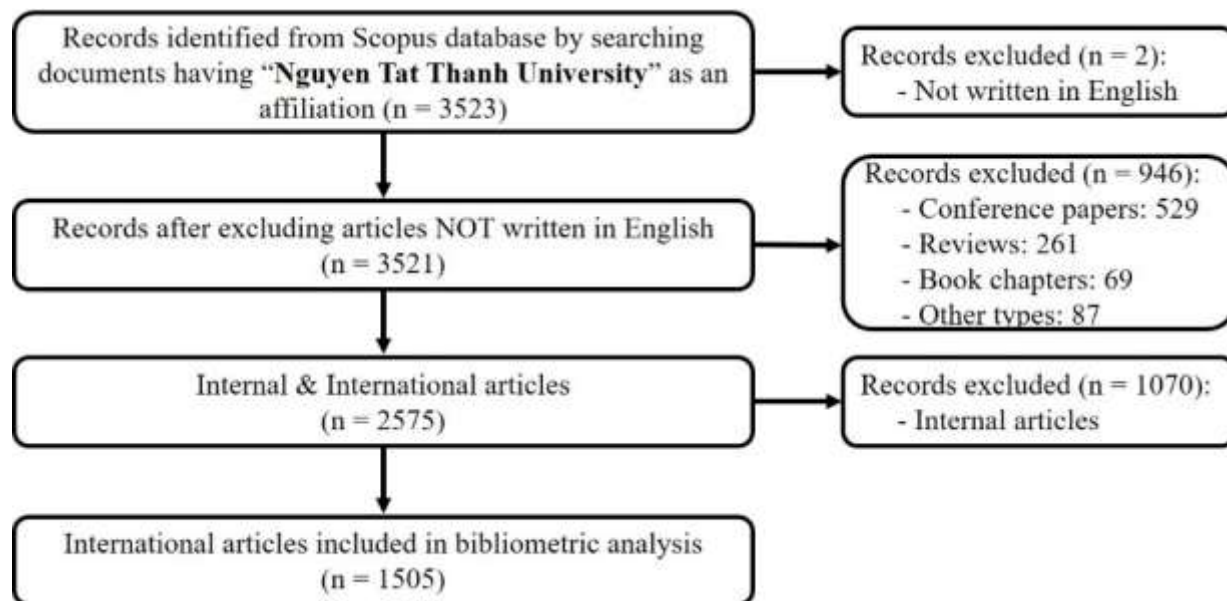 Records identified from Scopus database by searching
documents having “Nguyen Tat Thanh University” as an
affiliation (n = 3523)
Records excluded (n = 2):
- Not written in English
Records after excluding articles NOT written in English
(n = 3521)
Records excluded (n = 946):
- Conference papers: 529
- Reviews: 261
- Book chapters: 69
- Other types: 87
Internal & International articles
(n = 2575)
Records excluded (n = 1070):
- Internal articles
International articles included in bibliometric analysis
(n = 1505)